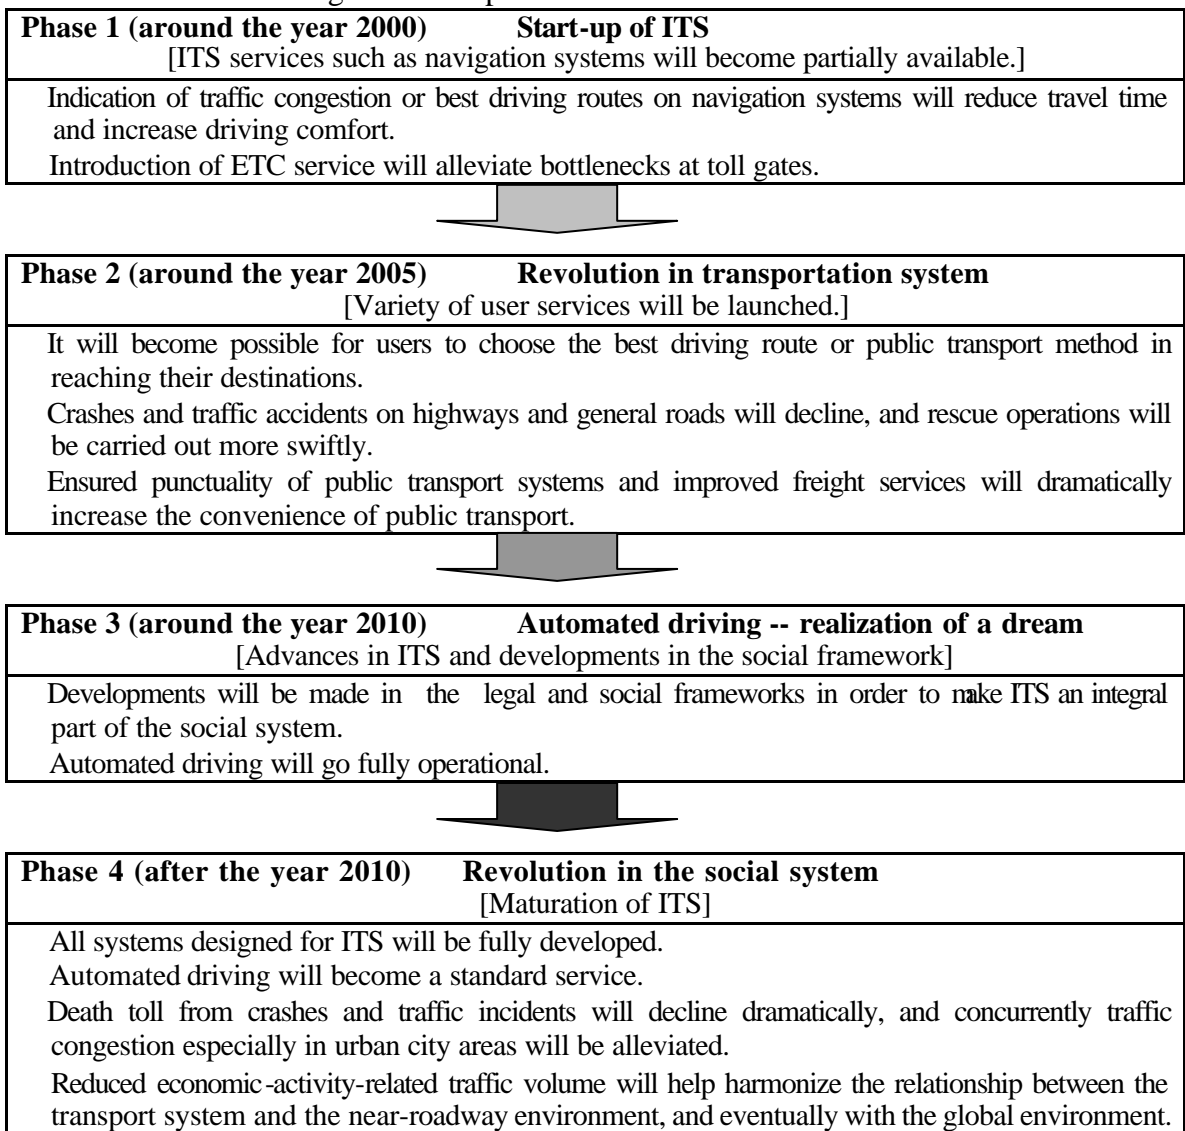 Phase 1 (around the year 2000) Start-up of ITS
[ITS services such as navigation systems will become partially available.]
Indication of traffic congestion or best driving routes on navigation systems will reduce travel time
and increase driving comfort.
Introduction of ETC service will alleviate bottlenecks at toll gates.
Phase 2 (around the year 2005) Revolution in transportation system
[Variety of user services will be launched.]
It will become possible for users to choose the best driving route or public transport method in
reaching their destinations.
Crashes and traffic accidents on highways and general roads will decline, and rescue operations will
be carried out more swiftly.
Ensured punctuality of public transport systems and improved freight services will dramatically
increase the convenience of public transport.
Phase 3 (around the year 2010) Automated driving -- realization of a dream
[Advances in ITS and developments in the social framework]
Developments will be made in the legal and social frameworks in order to make ITS an integral
part of the social system.
Automated driving will go fully operational.
Phase 4 (after the year 2010) Revolution in the social system
[Maturation of ITS]
All systems designed for ITS will be fully developed.
Automated driving will become a standard service.
Death toll from crashes and traffic incidents will decline dramatically, and concurrently traffic
congestion especially in urban city areas will be alleviated.
Reduced economic-activity-related traffic volume will help harmonize the relationship between the
transport system and the near-roadway environment, and eventually with the global environment.